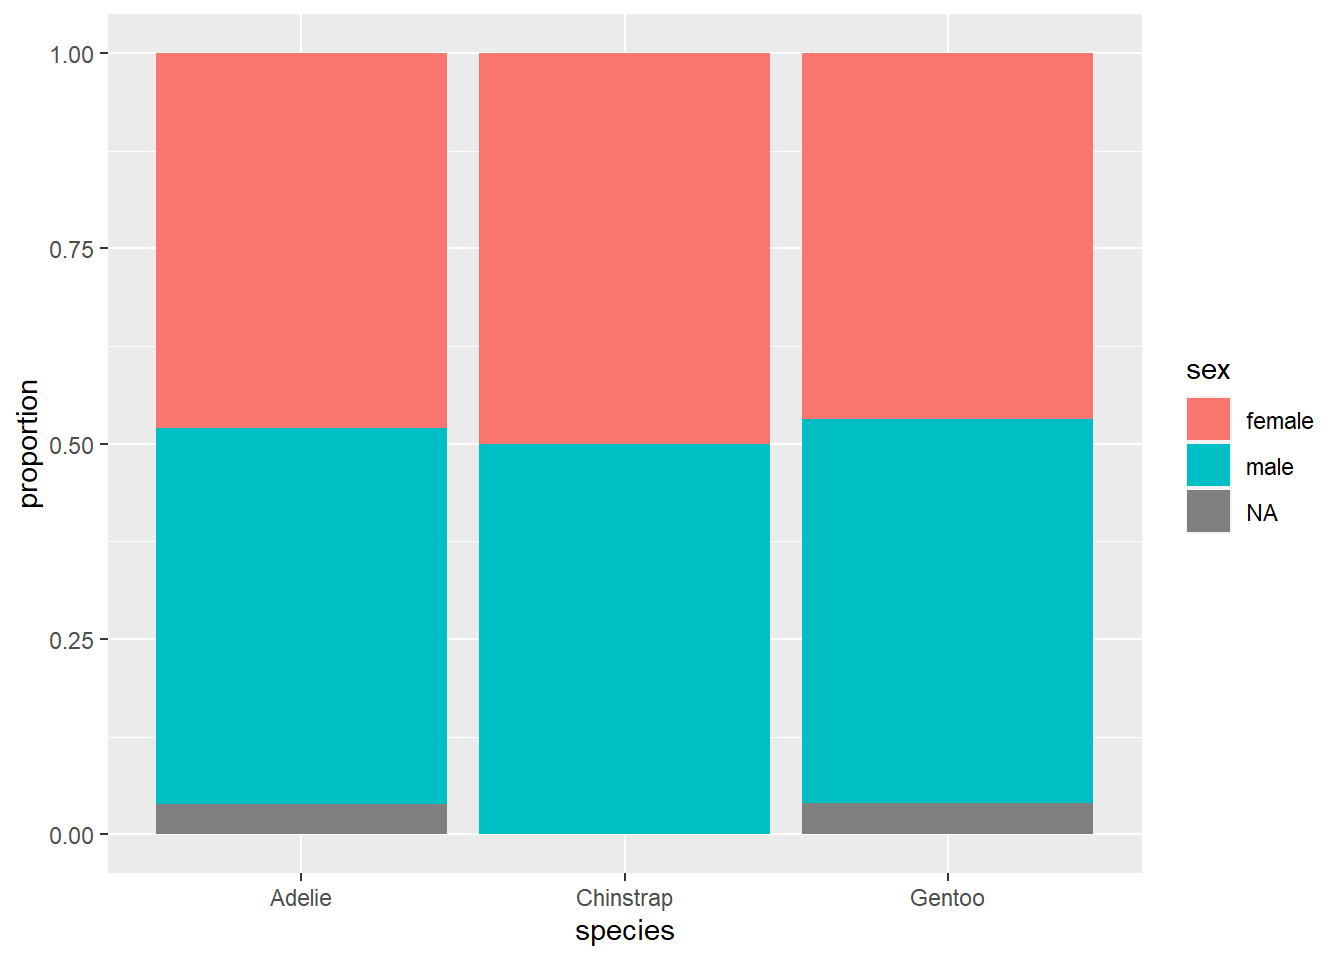 1.00
0.75
0.50
0.25
0.00
proportion
Adelie Chinstrap Gentoo
species
sex
female
male
NA